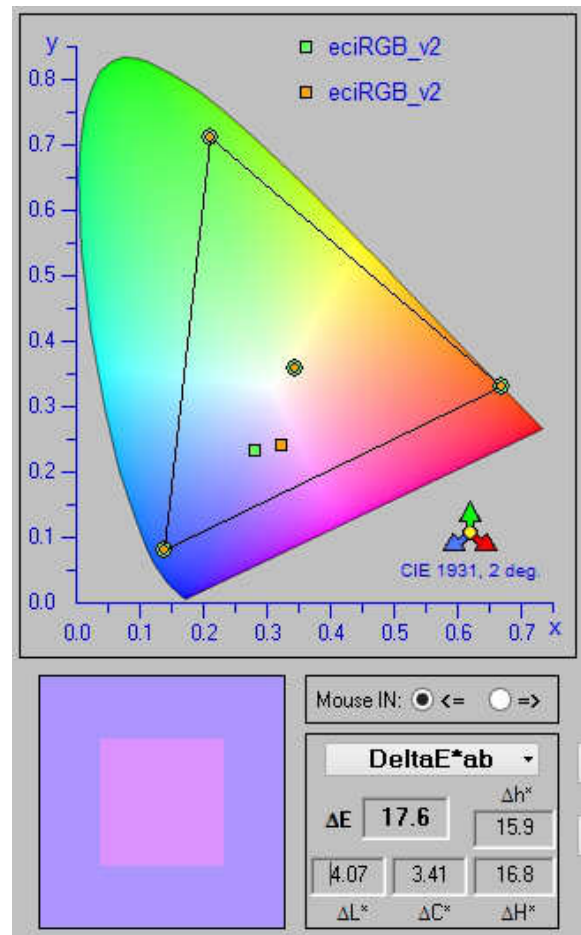 y
eciRGB_v2
eciRGB_v2
0.8
0.7
0.6
0.5
0.4
0.3
0.2
0.1
0.0
CIE 1931, 2 deg.
0.0 0.1 0.2 0.3 0.4 0.5 0.6 0.7 x
Mouse IN: <= =>
DeltaE*ab
Δh*
ΔE 17.6 15.9
4.07 3.41 16.8
ΔL* ΔC* ΔH*